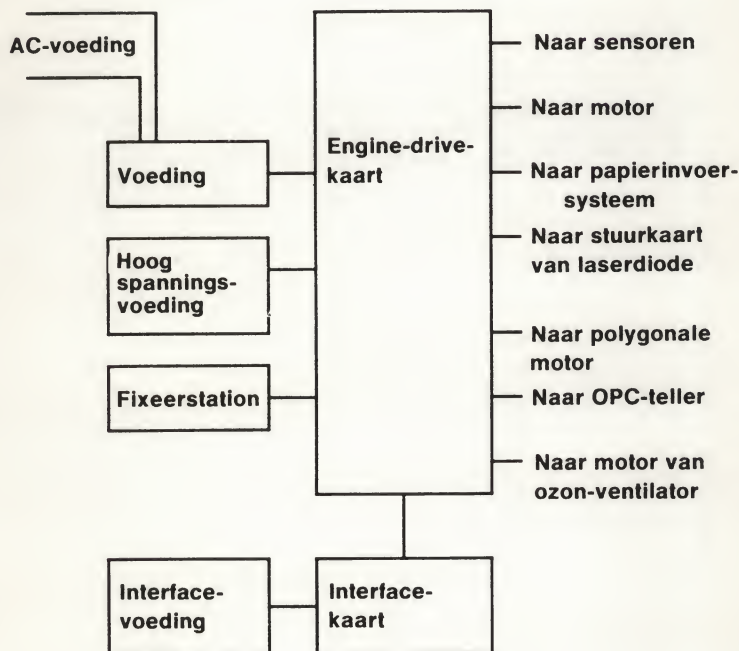 AC-voeding
Voeding
Hoog
spannings-
voeding
Fixeerstation
Engine-drive-
kaart
Naar sensoren
Naar motor
Naar papierinvoer-
systeem
Naar stuurkaart
van laserdiode
Naar polygonale
motor
Naar OPC-teller
Naar motor van
ozon-ventilator
Interface-
voeding
Interface-
kaart